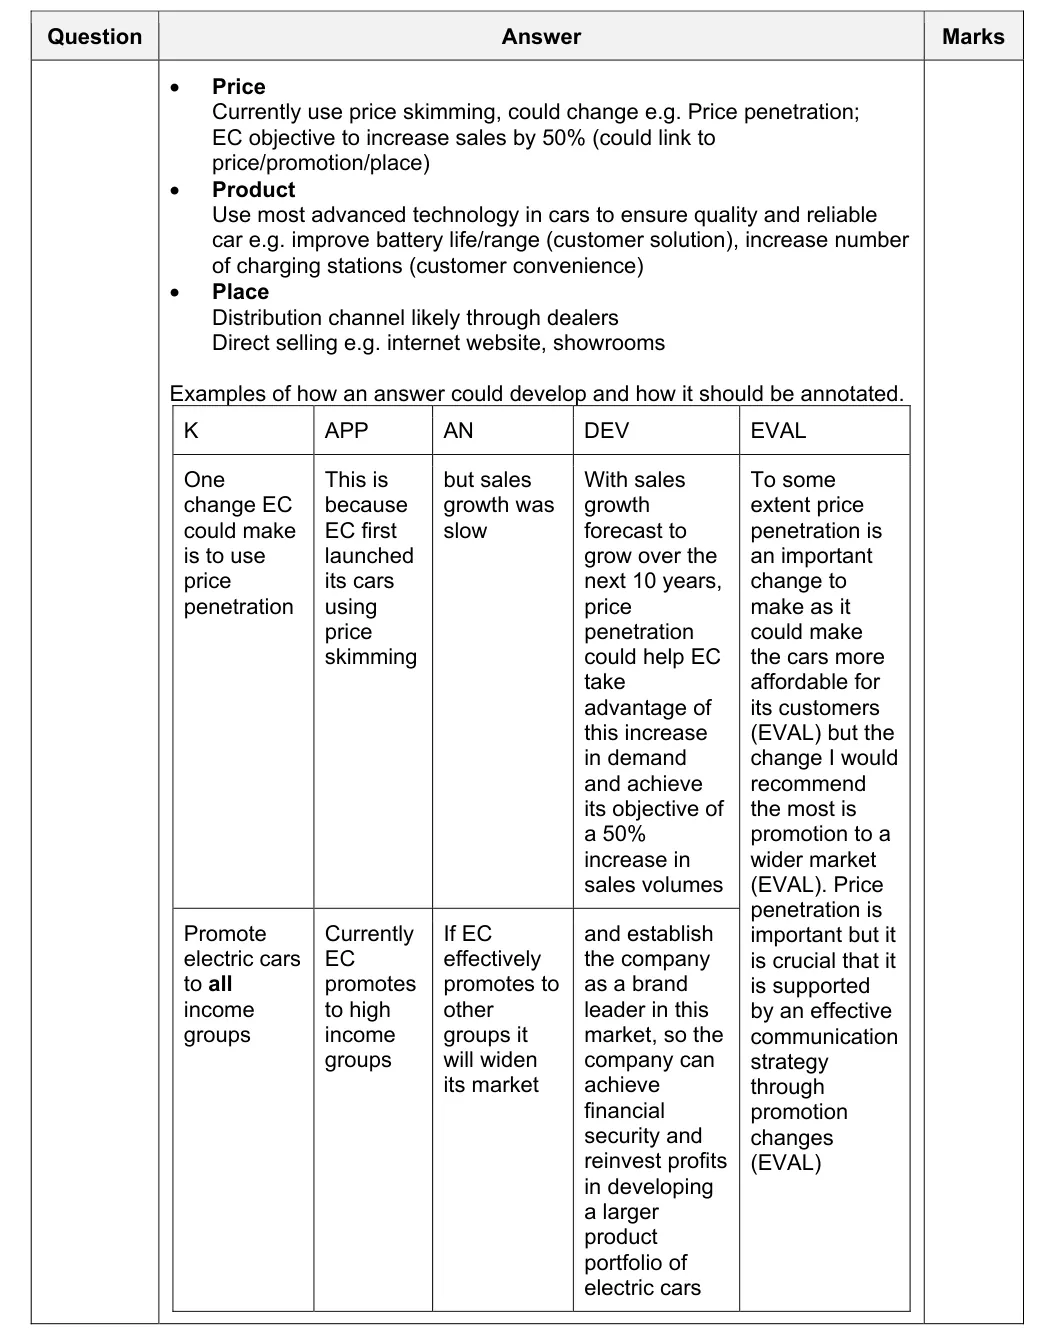 Question Answer Marks
• Price
Currently use price skimming, could change e.g. Price penetration;
EC objective to increase sales by 50% (could link to
price/promotion/place)
• Product
Use most advanced technology in cars to ensure quality and reliable
car e.g. improve battery life/range (customer solution), increase number
of charging stations (customer convenience)
• Place
Distribution channel likely through dealers
Direct selling e.g. internet website, showrooms
Examples of how an answer could develop and how it should be annotated.
K
APP
AN
DEV
EVAL
One
change EC
could make
is to use
price
penetration
This is
because
EC first
launched
its cars
using
price
skimming
but sales
growth was
slow
With sales
growth
forecast to
grow over the
next 10 years,
price
penetration
could help EC
take
advantage of
this increase
in demand
and achieve
its objective of
a 50%
increase in
sales volumes
To some
extent price
penetration is
an important
change to
make as it
could make
the cars more
affordable for
its customers
(EVAL) but the
change I would
recommend
the most is
promotion to a
wider market
(EVAL). Price
penetration is
important but it
is crucial that it
is supported
by an effective
communication
strategy
through
promotion
changes
(EVAL)
Promote
electric cars
to all
income
groups
Currently
EC
promotes
to high
income
groups
If EC
effectively
promotes to
other
groups it
will widen
its market
and establish
the company
as a brand
leader in this
market, so the
company can
achieve
financial
security and
reinvest profits
in developing
a larger
product
portfolio of
electric cars